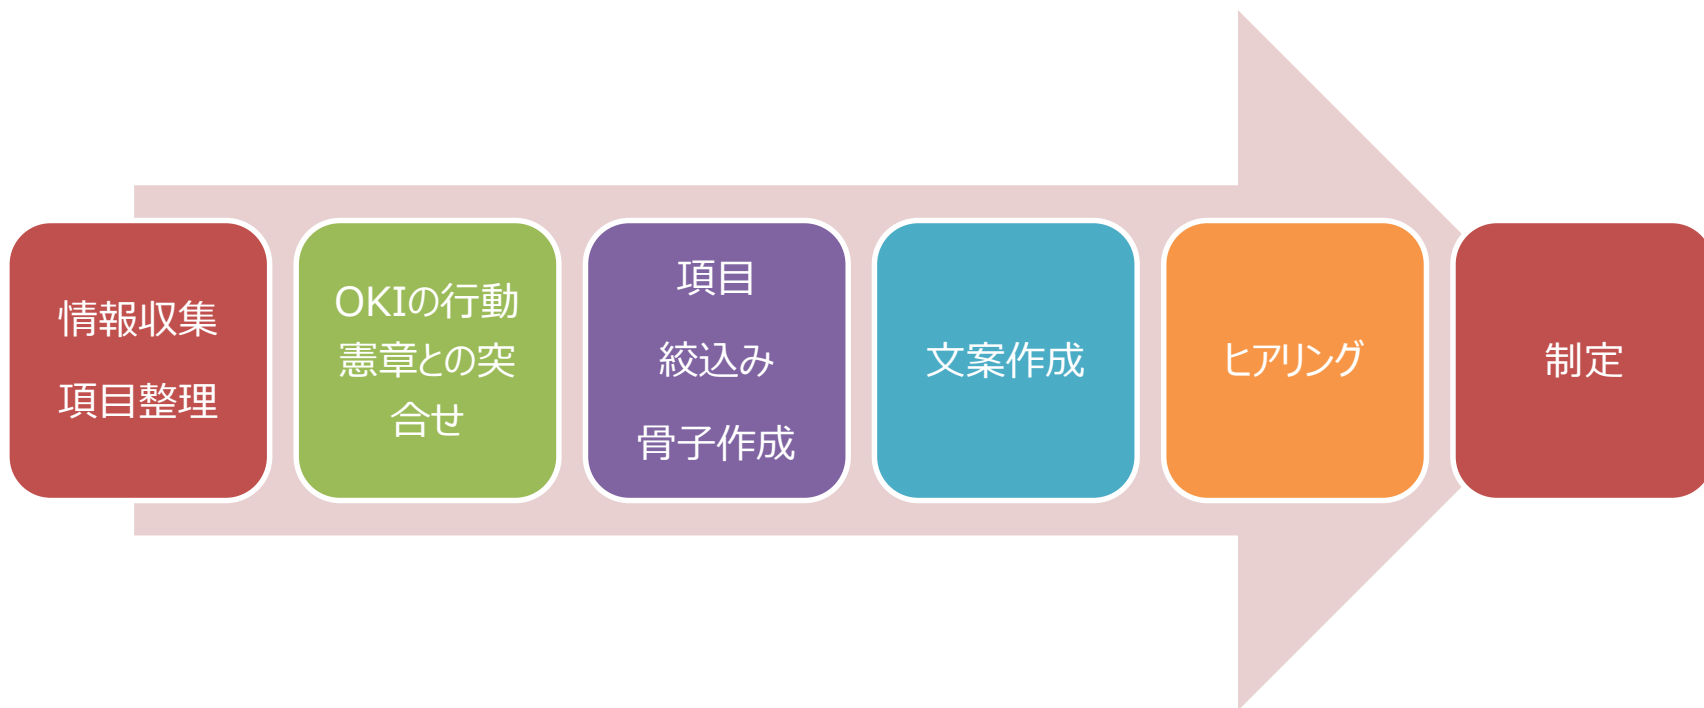 情報収集
項目整理
OKIの行動
憲章との突
合せ
項目
絞込み
骨子作成
文案作成
ヒアリング
制定